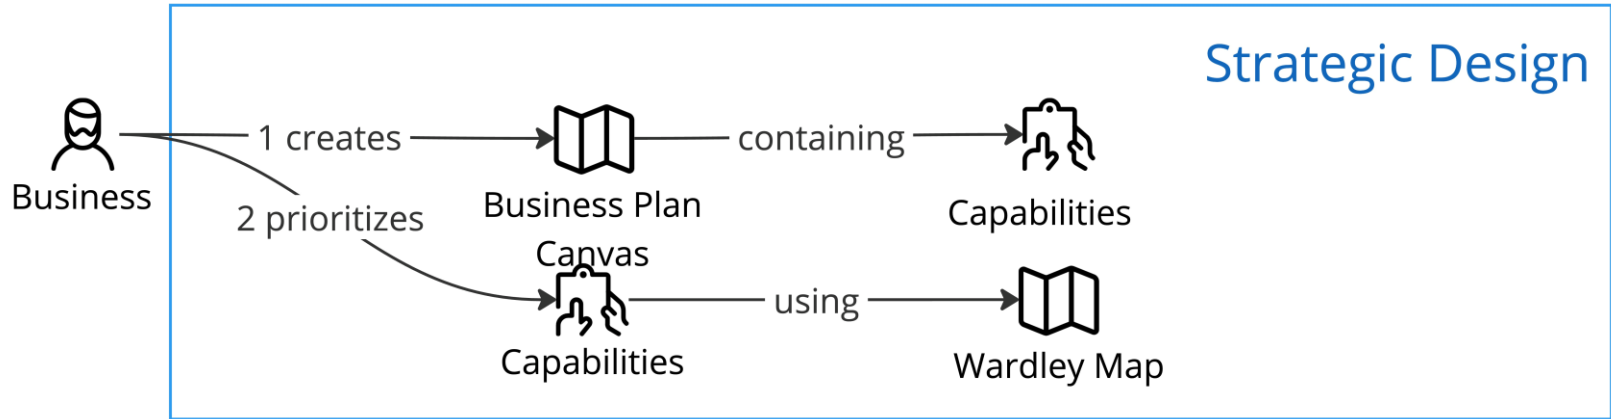 Strategic Design
Business
1 creates
Business Plan
Canvas
containing
Capabilities
2 prioritizes
Capabilities
using
Wardley Map